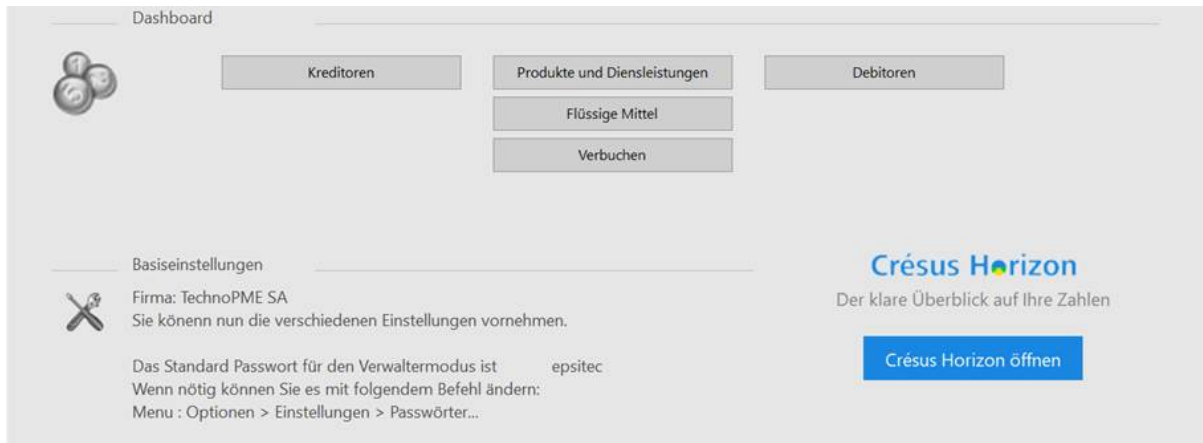 Dashboard
Kreditoren
Produkte und Diensleistungen
Debitoren
Flüssige Mittel
Verbuchen
Basiseinstellungen
Firma: TechnoPME SA
Sie könenn nun die verschiedenen Einstellungen vornehmen.
Das Standard Passwort für den Verwaltermodus ist epsitec
Wenn nötig können Sie es mit folgendem Befehl ändern:
Menu : Optionen > Einstellungen > Passwörter...
Crésus Horizon
Der klare Überblick auf Ihre Zahlen
Crésus Horizon öffnen